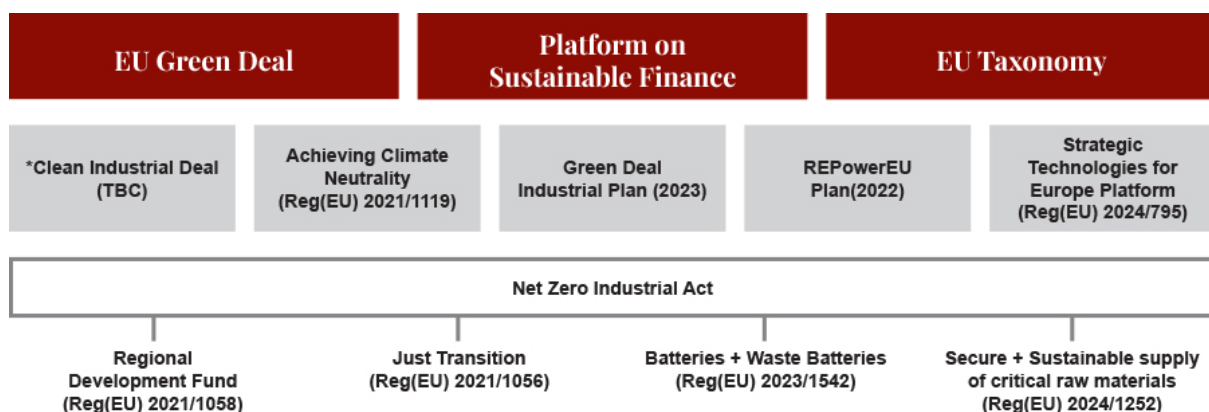 EU Green Deal
Platform on
Sustainable Finance
EU Taxonomy
*Clean Industrial Deal
(TBC)
Achieving Climate
Neutrality
(Reg(EU) 2021/1119)
Green Deal
Industrial Plan (2023)
REPowerEU
Plan(2022)
Strategic
Technologies for
Europe Platform
(Reg(EU) 2024/795)
Net Zero Industrial Act
Regional
Development Fund
(Reg(EU) 2021/1058)
Just Transition
(Reg(EU) 2021/1056)
Batteries + Waste Batteries
(Reg(EU) 2023/1542)
Secure + Sustainable supply
of critical raw materials
(Reg(EU) 2024/1252)